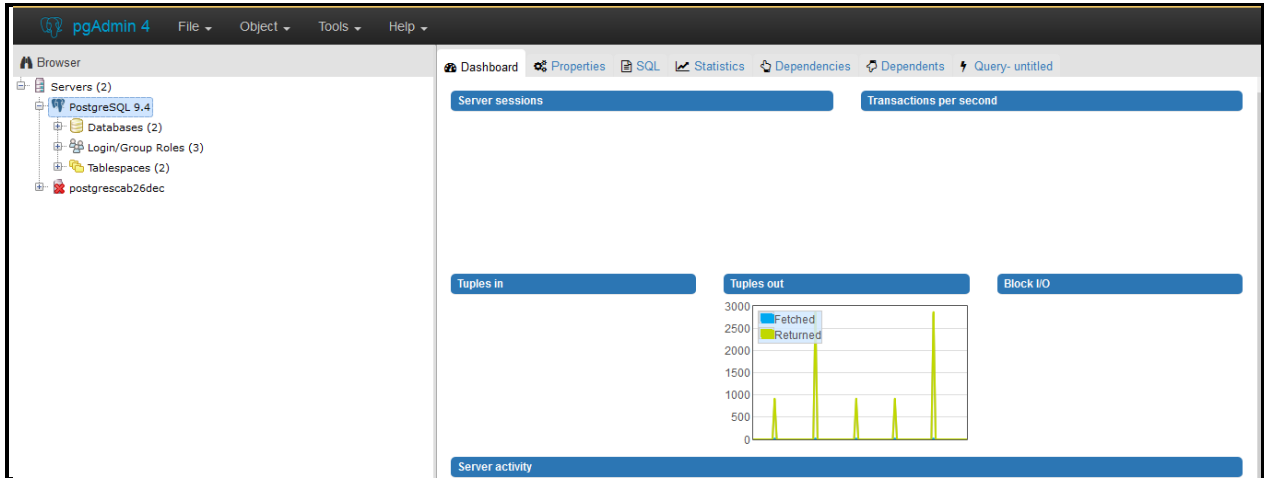 pgAdmin 4 File Object Tools Help
Browser
Servers (2)
PostgreSQL 9.4
Databases (2)
Login/Group Roles (3)
Tablespaces (2)
postgrescab26dec
Dashboard Properties SQL Statistics Dependencies Dependents Query- untitled
Server sessions Transactions per second
Tuples in Tuples out Block I/O
3000
Fetched
2500
Returned
2000
1500
1000
500
0
Server activity